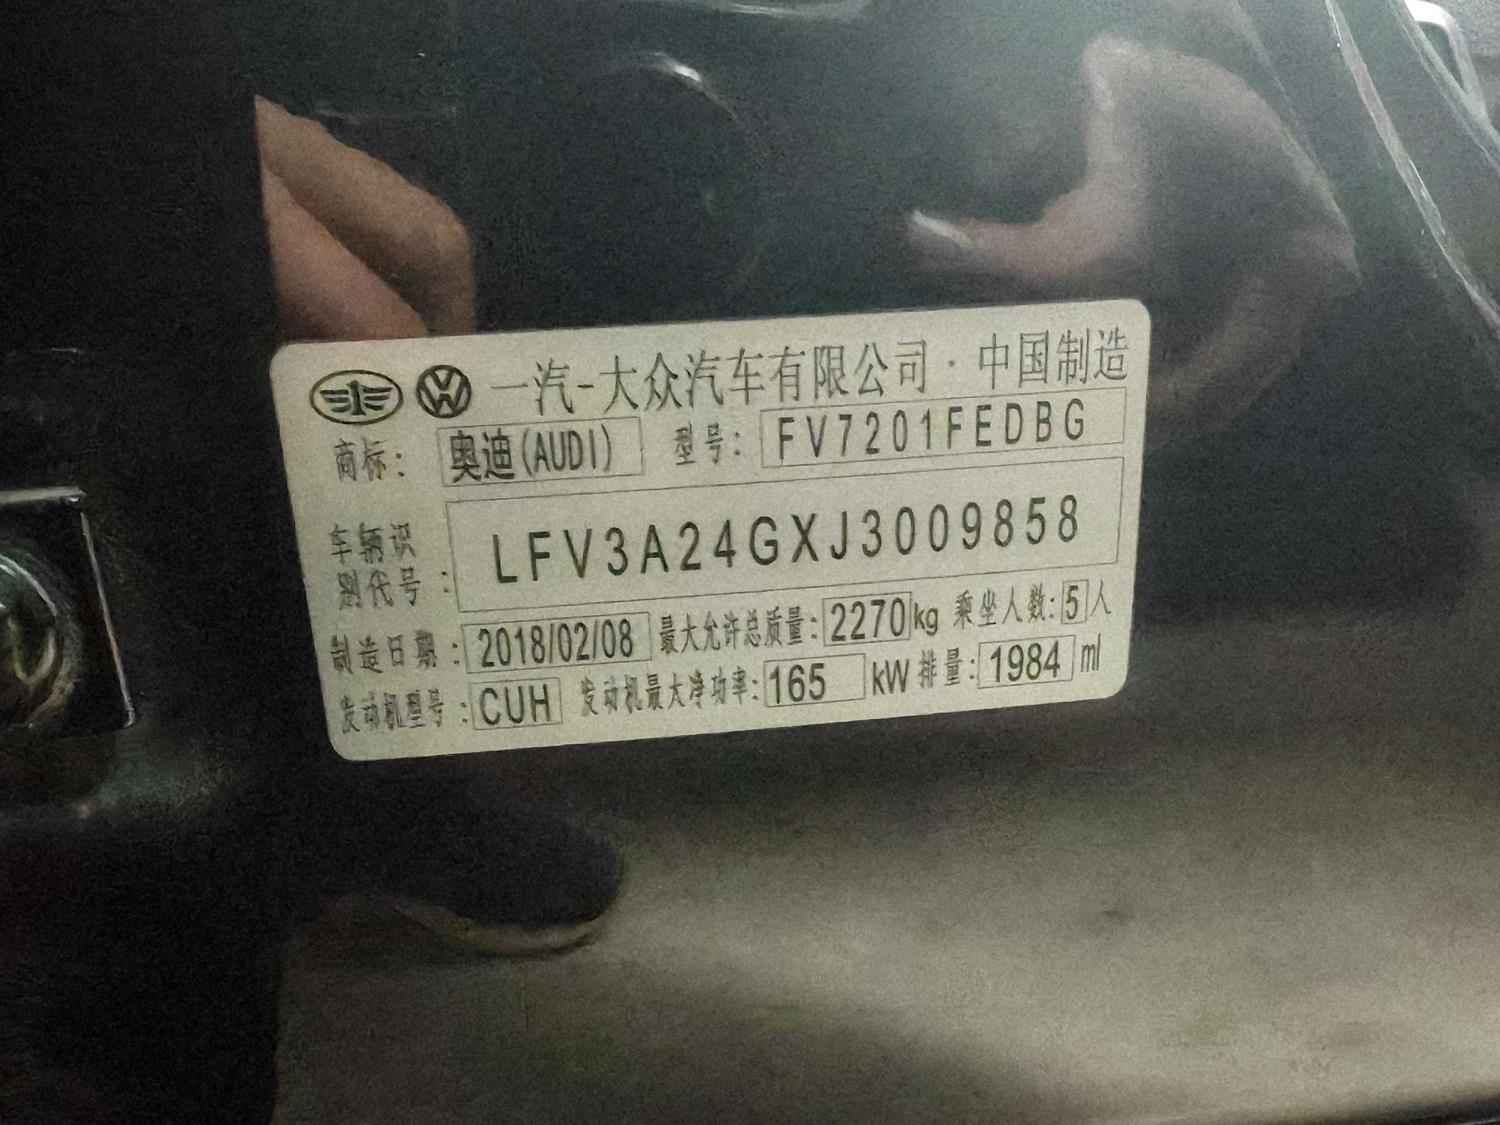 一汽-大众汽车有限公司·中国制造
商标: 奥迪(AUDI) 型号: FV7201FEDBG
车辆识别代号: LFV3A24GXJ3009858
制造日期: 2018/02/08 最大允许总质量: 2270kg 乘坐人数: 5人
发动机型号: CUH 发动机最大净功率: 165 kW 排量: 1984 ml